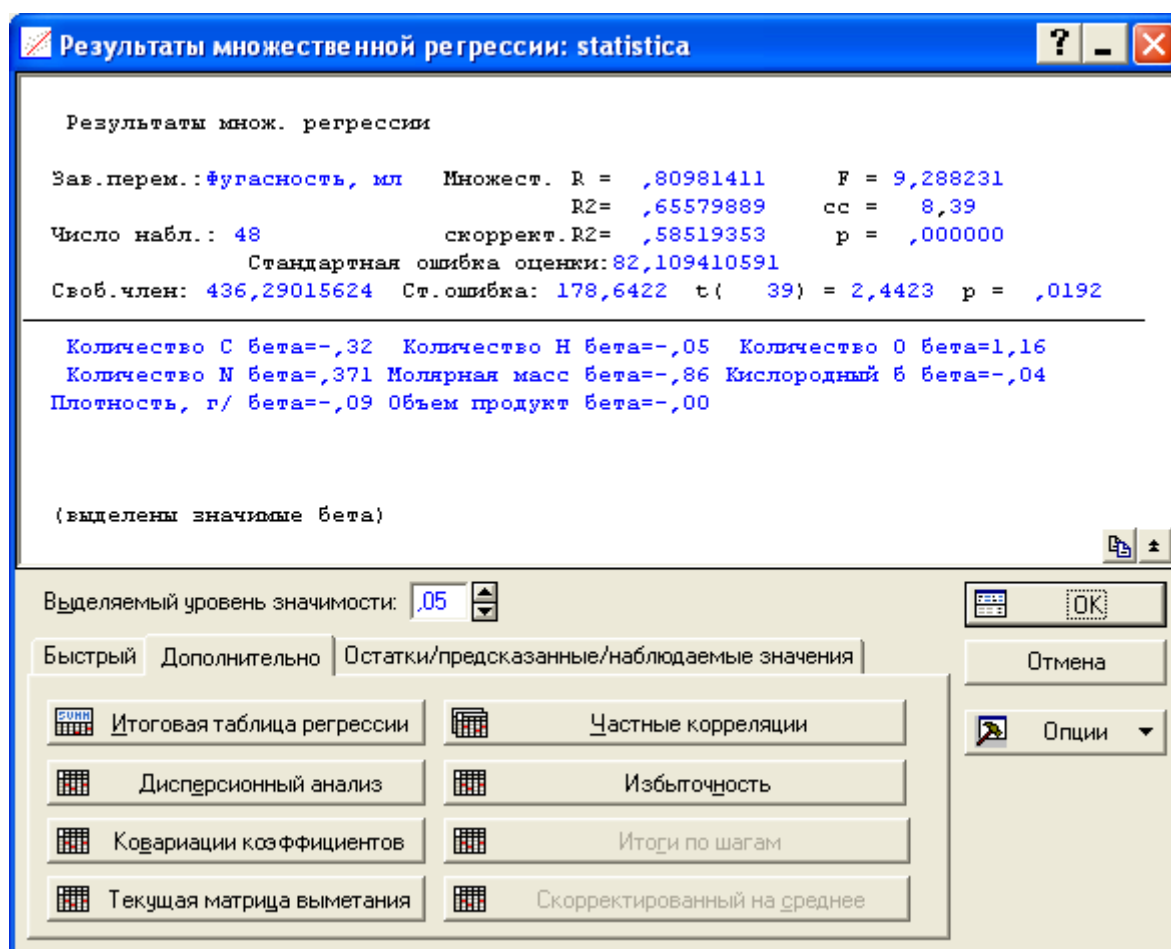 Результаты множественной регрессии: statistica
Результаты множ. регрессии
Зав.перем.:Фугасность, мл Множест. R = ,80981411 F = 9,288231
R2= ,65579889 сс = 8,39
Число набл.: 48 скоррект.R2= ,58519353 p = ,000000
Стандартная ошибка оценки:82,109410591
Своб.член: 436,29015624 Ст.ошибка: 178,6422 t( 39) = 2,4423 p = ,0192
Количество C бета=-,32 Количество H бета=-,05 Количество O бета=1,16
Количество N бета=,371 Молярная масс бета=-,86 Кислородный б бета=-,04
Плотность, г/ бета=-,09 Объем продукт бета=-,00
(выделены значимые бета)
Выделяемый уровень значимости: ,05
OK
Быстрый Дополнительно Остатки/предсказанные/наблюдаемые значения
Отмена
SUMM Итоговая таблица регрессии Частные корреляции
Опции
Дисперсионный анализ Избыточность
Ковариации коэффициентов Итоги по шагам
Текущая матрица выметания Скорректированный на среднее